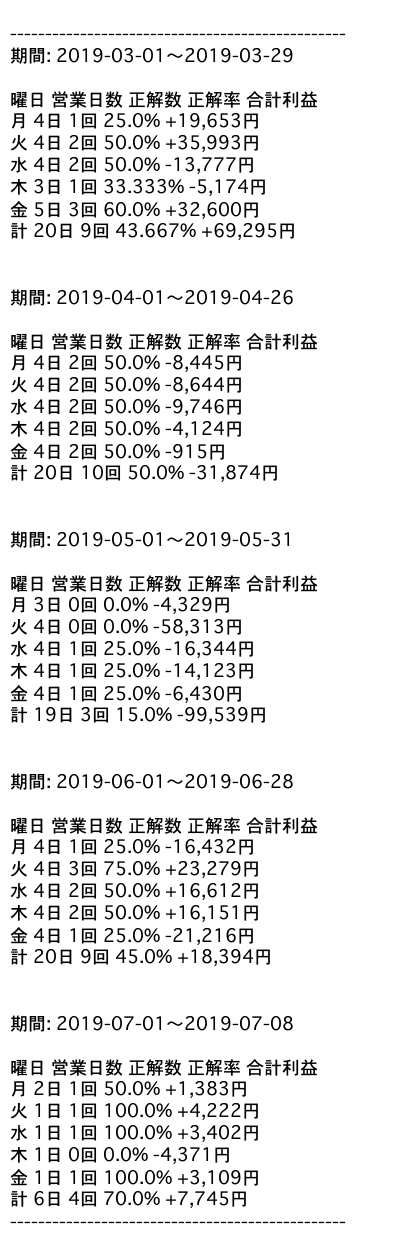 ------------------------------------------------
期間: 2019-03-01～2019-03-29
曜日 営業日数 正解数 正解率 合計利益
月 4日 1回 25.0% +19,653円
火 4日 2回 50.0% +35,993円
水 4日 2回 50.0% -13,777円
木 3日 1回 33.333% -5,174円
金 5日 3回 60.0% +32,600円
計 20日 9回 43.667% +69,295円
期間: 2019-04-01～2019-04-26
曜日 営業日数 正解数 正解率 合計利益
月 4日 2回 50.0% -8,445円
火 4日 2回 50.0% -8,644円
水 4日 2回 50.0% -9,746円
木 4日 2回 50.0% -4,124円
金 4日 2回 50.0% -915円
計 20日 10回 50.0% -31,874円
期間: 2019-05-01～2019-05-31
曜日 営業日数 正解数 正解率 合計利益
月 3日 0回 0.0% -4,329円
火 4日 0回 0.0% -58,313円
水 4日 1回 25.0% -16,344円
木 4日 1回 25.0% -14,123円
金 4日 1回 25.0% -6,430円
計 19日 3回 15.0% -99,539円
期間: 2019-06-01～2019-06-28
曜日 営業日数 正解数 正解率 合計利益
月 4日 1回 25.0% -16,432円
火 4日 3回 75.0% +23,279円
水 4日 2回 50.0% +16,612円
木 4日 2回 50.0% +16,151円
金 4日 1回 25.0% -21,216円
計 20日 9回 45.0% +18,394円
期間: 2019-07-01～2019-07-08
曜日 営業日数 正解数 正解率 合計利益
月 2日 1回 50.0% +1,383円
火 1日 1回 100.0% +4,222円
水 1日 1回 100.0% +3,402円
木 1日 0回 0.0% -4,371円
金 1日 1回 100.0% +3,109円
計 6日 4回 70.0% +7,745円
------------------------------------------------